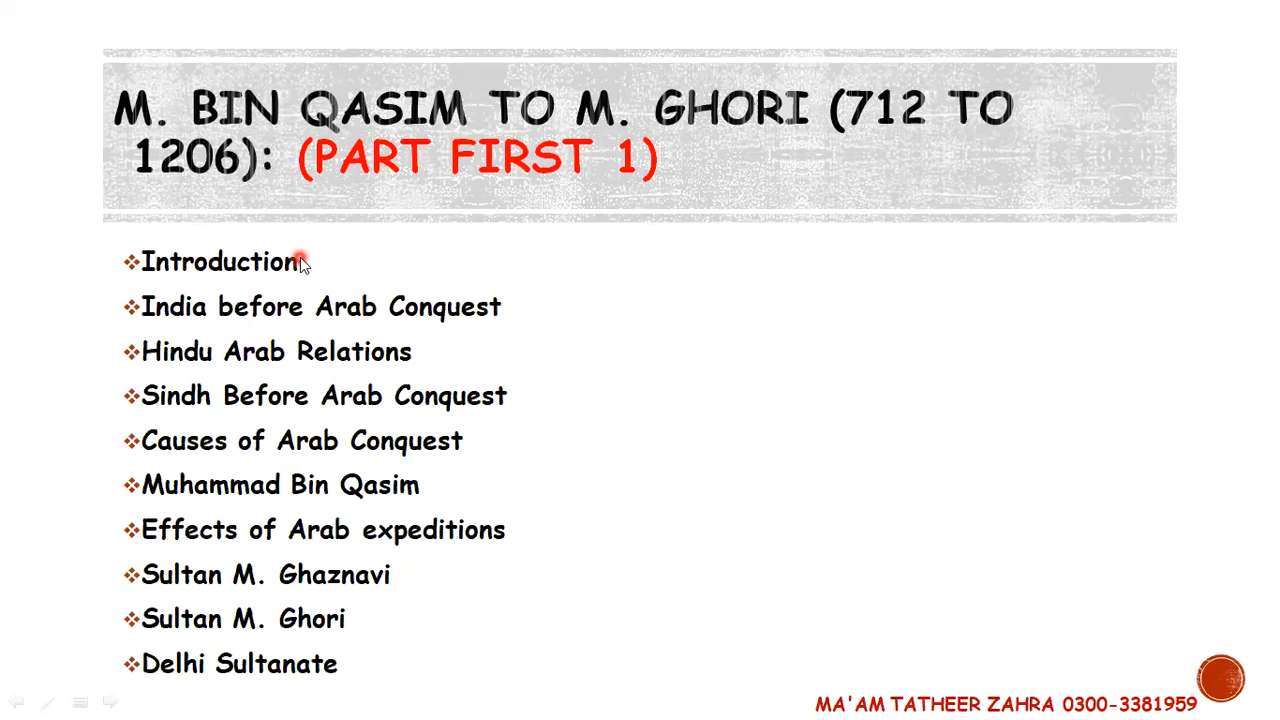 M. BIN QASIM TO M. GHORI (712 TO
1206): (PART FIRST 1)
Introduction
India before Arab Conquest
Hindu Arab Relations
Sindh Before Arab Conquest
Causes of Arab Conquest
Muhammad Bin Qasim
Effects of Arab expeditions
Sultan M. Ghaznavi
Sultan M. Ghori
Delhi Sultanate
MA'AM TATHEER ZAHRA 0300-3381959